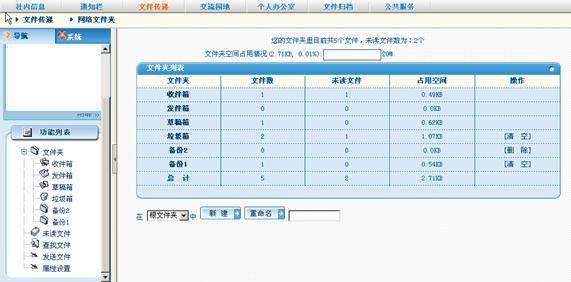 社内信息 通知栏 文件传递 交流园地 个人办公室 文件归档 公共服务
文件传递 网络文件夹
导航 系统
您的文件夹里目前共5个文件，未读文件数为：2个
文件夹空间占用情况(2.71KB, 0.01%): 20M
文件夹列表
文件夹 文件数 未读文件 占用空间 操作
收件箱 1 1 0.49KB
发件箱 0 0 0.0KB
草稿箱 1 0 0.62KB
垃圾箱 2 1 1.07KB [清 空]
备份2 0 0 0.0KB [删 除]
备份1 1 0 0.54KB [清 空]
总 计 5 2 2.71KB
在 根文件夹 中 新 建 重命名
MORE >>
功能列表
文件夹
收件箱
发件箱
草稿箱
垃圾箱
备份2
备份1
未读文件
查找文件
发送文件
属性设置